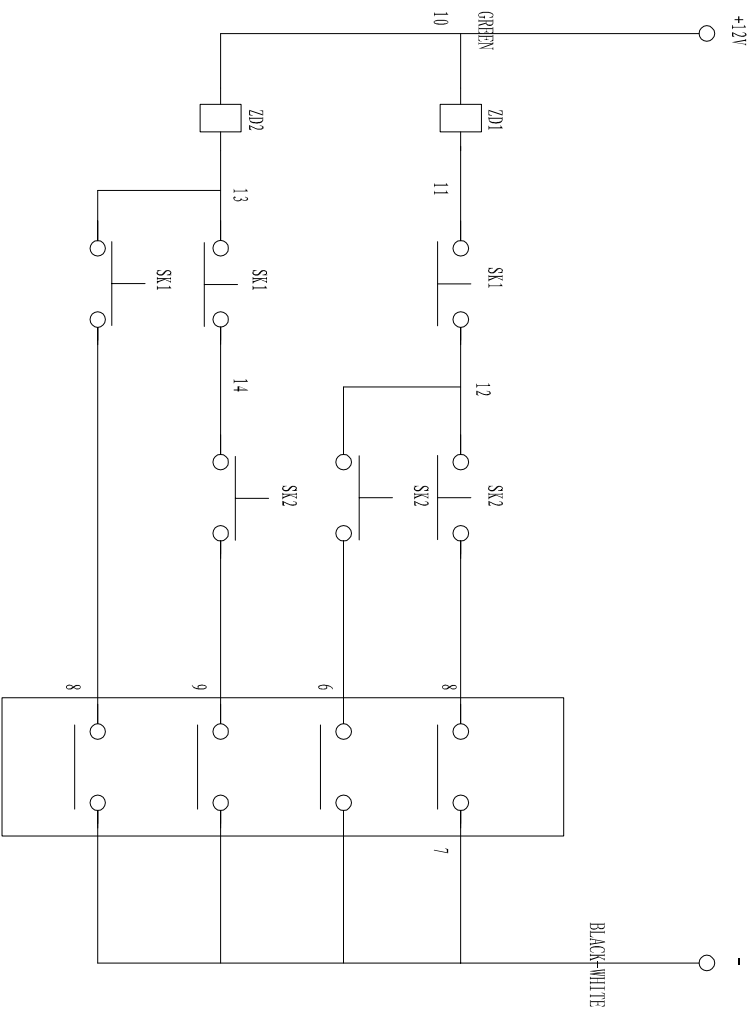 +12V
-
GREEN
10
BLACK-WHITE
ZD1
11
SK1
12
SK2
8
7
SK2
6
ZD2
13
SK1
14
SK2
9
SK1
8